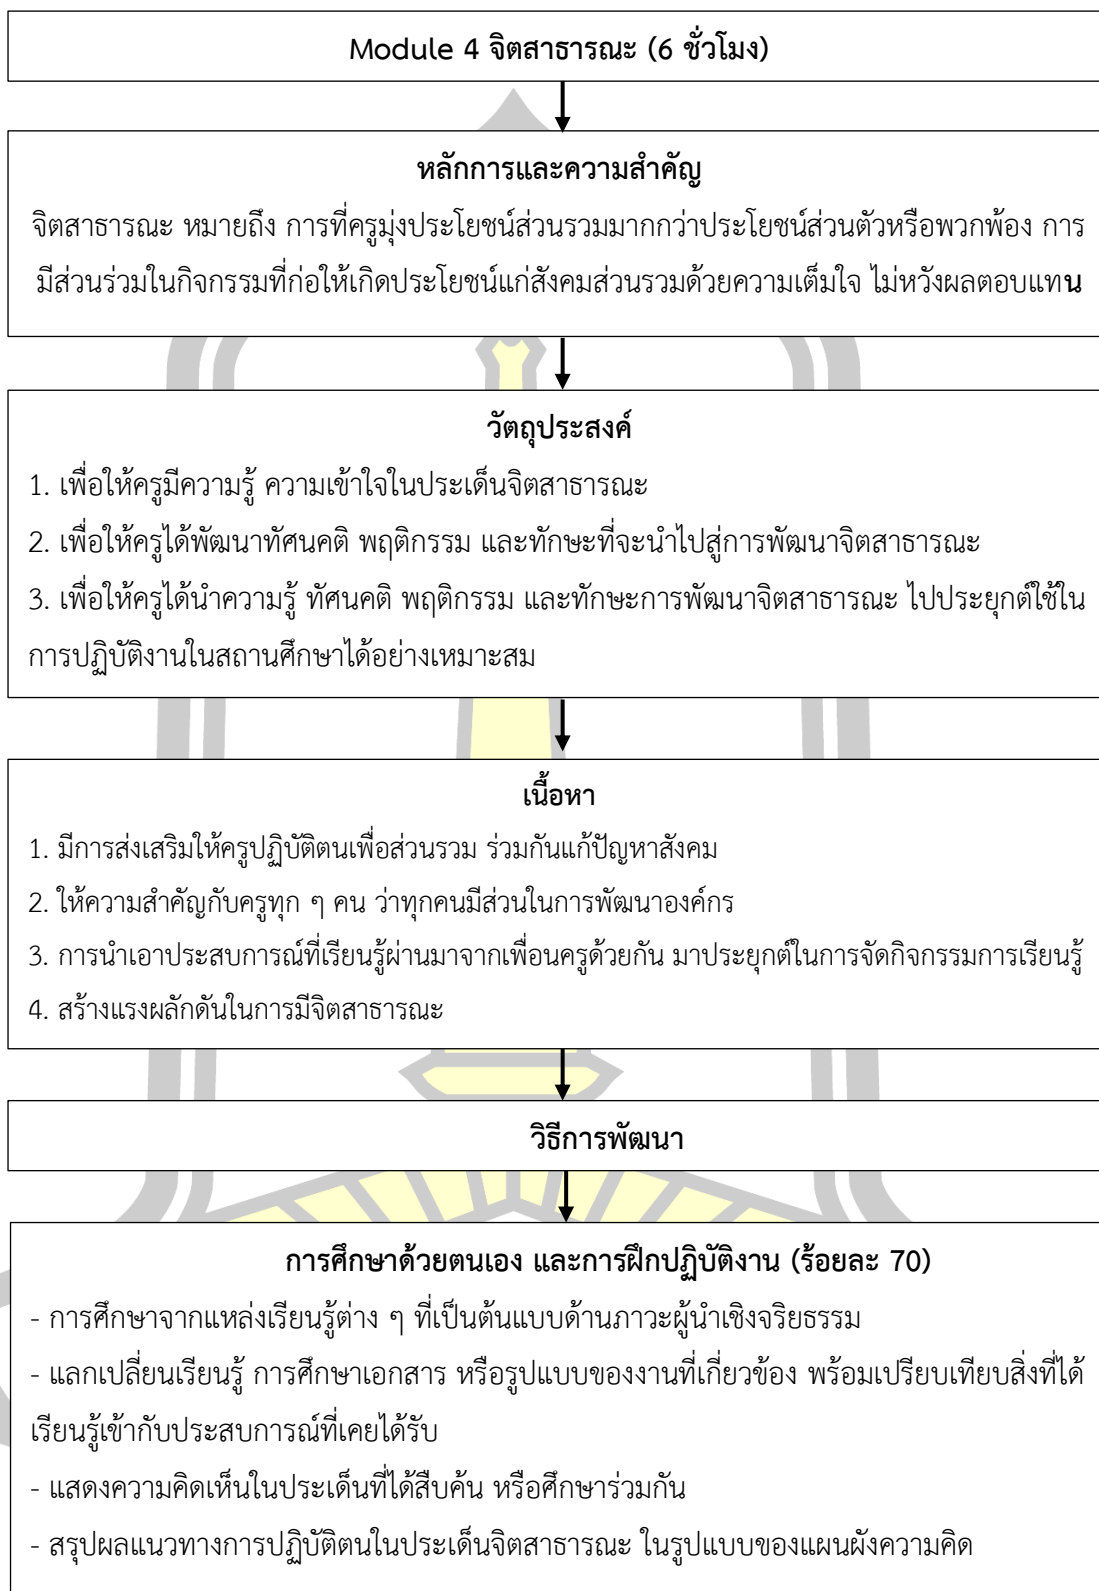 Module 4 จิตสาธารณะ (6 ชั่วโมง)
หลักการและความสำคัญ
จิตสาธารณะ หมายถึง การที่ครูมุ่งประโยชน์ส่วนรวมมากกว่าประโยชน์ส่วนตัวหรือพวกพ้อง การ
มีส่วนร่วมในกิจกรรมที่ก่อให้เกิดประโยชน์แก่สังคมส่วนรวมด้วยความเต็มใจ ไม่หวังผลตอบแทน
วัตถุประสงค์
1. เพื่อให้ครูมีความรู้ ความเข้าใจในประเด็นจิตสาธารณะ
2. เพื่อให้ครูได้พัฒนาทัศนคติ พฤติกรรม และทักษะที่จะนำไปสู่การพัฒนาจิตสาธารณะ
3. เพื่อให้ครูได้นำความรู้ ทัศนคติ พฤติกรรม และทักษะการพัฒนาจิตสาธารณะ ไปประยุกต์ใช้ใน
การปฏิบัติงานในสถานศึกษาได้อย่างเหมาะสม
เนื้อหา
1. มีการส่งเสริมให้ครูปฏิบัติตนเพื่อส่วนรวม ร่วมกันแก้ปัญหาสังคม
2. ให้ความสำคัญกับครูทุก ๆ คน ว่าทุกคนมีส่วนในการพัฒนาองค์กร
3. การนำเอาประสบการณ์ที่เรียนรู้ผ่านมาจากเพื่อนครูด้วยกัน มาประยุกต์ในการจัดกิจกรรมการเรียนรู้
4. สร้างแรงผลักดันในการมีจิตสาธารณะ
วิธีการพัฒนา
การศึกษาด้วยตนเอง และการฝึกปฏิบัติงาน (ร้อยละ 70)
- การศึกษาจากแหล่งเรียนรู้ต่าง ๆ ที่เป็นต้นแบบด้านภาวะผู้นำเชิงจริยธรรม
- แลกเปลี่ยนเรียนรู้ การศึกษาเอกสาร หรือรูปแบบของงานที่เกี่ยวข้อง พร้อมเปรียบเทียบสิ่งที่ได้
เรียนรู้เข้ากับประสบการณ์ที่เคยได้รับ
- แสดงความคิดเห็นในประเด็นที่ได้สืบค้น หรือศึกษาร่วมกัน
- สรุปผลแนวทางการปฏิบัติตนในประเด็นจิตสาธารณะ ในรูปแบบของแผนผังความคิด